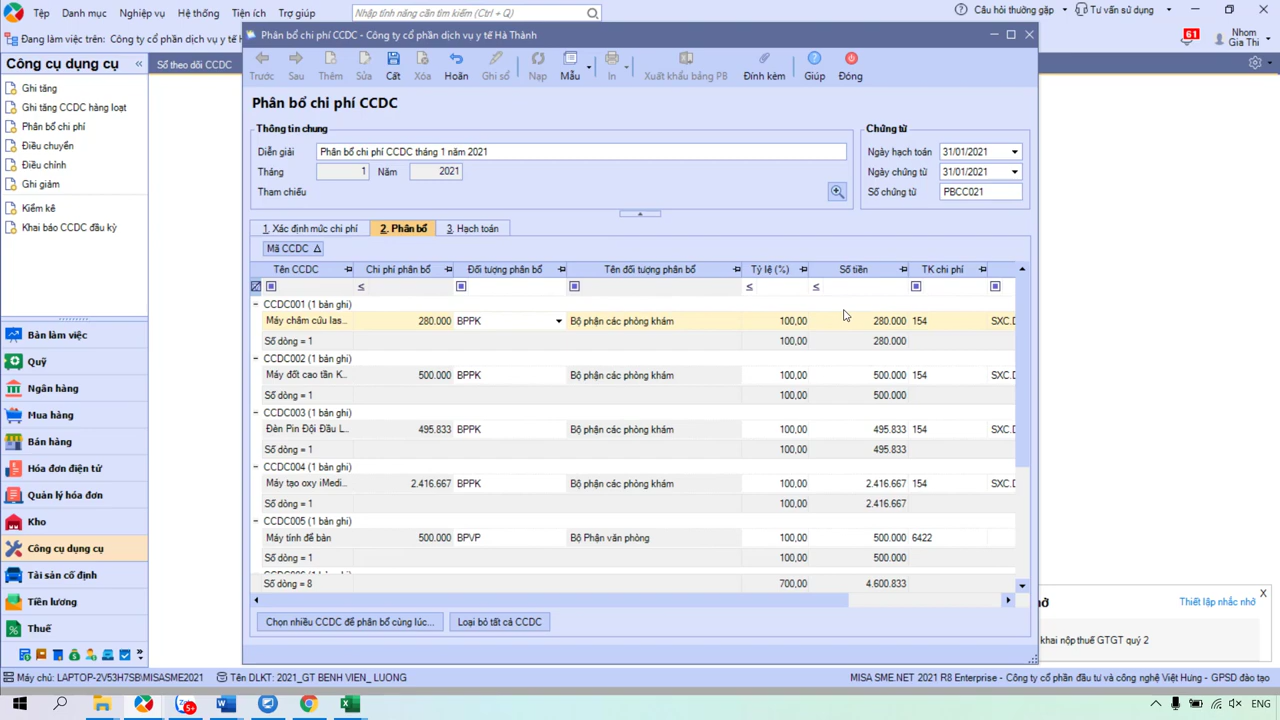 Tệp Danh mục Nghiệp vụ Hệ thống Tiện ích Trợ giúp
Nhập tính năng cần tìm kiếm (Ctrl + Q)
Câu hỏi thường gặp Tư vấn sử dụng
Đang làm việc trên: Công ty cổ phần dịch vụ y tế H
61 Nhom Gia Thi
Công cụ dụng cụ «
Sổ theo dõi CCDC
Ghi tăng
Ghi tăng CCDC hàng loạt
Phân bổ chi phí
Điều chuyển
Điều chỉnh
Ghi giảm
Kiểm kê
Khai báo CCDC đầu kỳ
Bàn làm việc
Quỹ
Ngân hàng
Mua hàng
Bán hàng
Hóa đơn điện tử
Quản lý hóa đơn
Kho
Công cụ dụng cụ
Tài sản cố định
Tiền lương
Thuế
Phân bổ chi phí CCDC - Công ty cổ phần dịch vụ y tế Hà Thành
Trước Sau Thêm Sửa Cất Xóa Hoãn Ghi sổ Nạp Mẫu In Xuất khẩu bảng PB Đính kèm Giúp Đóng
Phân bổ chi phí CCDC
Thông tin chung
Diễn giải Phân bổ chi phí CCDC tháng 1 năm 2021
Tháng 1 Năm 2021
Tham chiếu
Chứng từ
Ngày hạch toán 31/01/2021
Ngày chứng từ 31/01/2021
Số chứng từ PBCC021
1. Xác định mức chi phí 2. Phân bổ 3. Hạch toán
Mã CCDC
Tên CCDC Chi phí phân bổ Đối tượng phân bổ Tên đối tượng phân bổ Tỷ lệ (%) Số tiền TK chi phí
≤ ≤ ≤
CCDC001 (1 bản ghi)
Máy châm cứu las... 280.000 BPPK Bộ phận các phòng khám 100,00 280.000 154 SXC.D
Số dòng = 1 100,00 280.000
CCDC002 (1 bản ghi)
Máy đốt cao tần K... 500.000 BPPK Bộ phận các phòng khám 100,00 500.000 154 SXC.D
Số dòng = 1 100,00 500.000
CCDC003 (1 bản ghi)
Đèn Pin Đội Đầu L... 495.833 BPPK Bộ phận các phòng khám 100,00 495.833 154 SXC.D
Số dòng = 1 100,00 495.833
CCDC004 (1 bản ghi)
Máy tạo oxy iMedi... 2.416.667 BPPK Bộ phận các phòng khám 100,00 2.416.667 154 SXC.D
Số dòng = 1 100,00 2.416.667
CCDC005 (1 bản ghi)
Máy tính để bàn 500.000 BPVP Bộ Phận văn phòng 100,00 500.000 6422
Số dòng = 1 100,00 500.000
Số dòng = 8 700,00 4.600.833
Chọn nhiều CCDC để phân bổ cùng lúc... Loại bỏ tất cả CCDC
Thiết lập nhắc nhở X
khai nộp thuế GTGT quý 2
Máy chủ: LAPTOP-2V53H7SB\MISASME2021 Tên DLKT: 2021_GT BENH VIEN_ LUONG
MISA SME.NET 2021 R8 Enterprise - Công ty cổ phần đầu tư và công nghệ Việt Hưng - GPSD đào tạo
5+
ENG